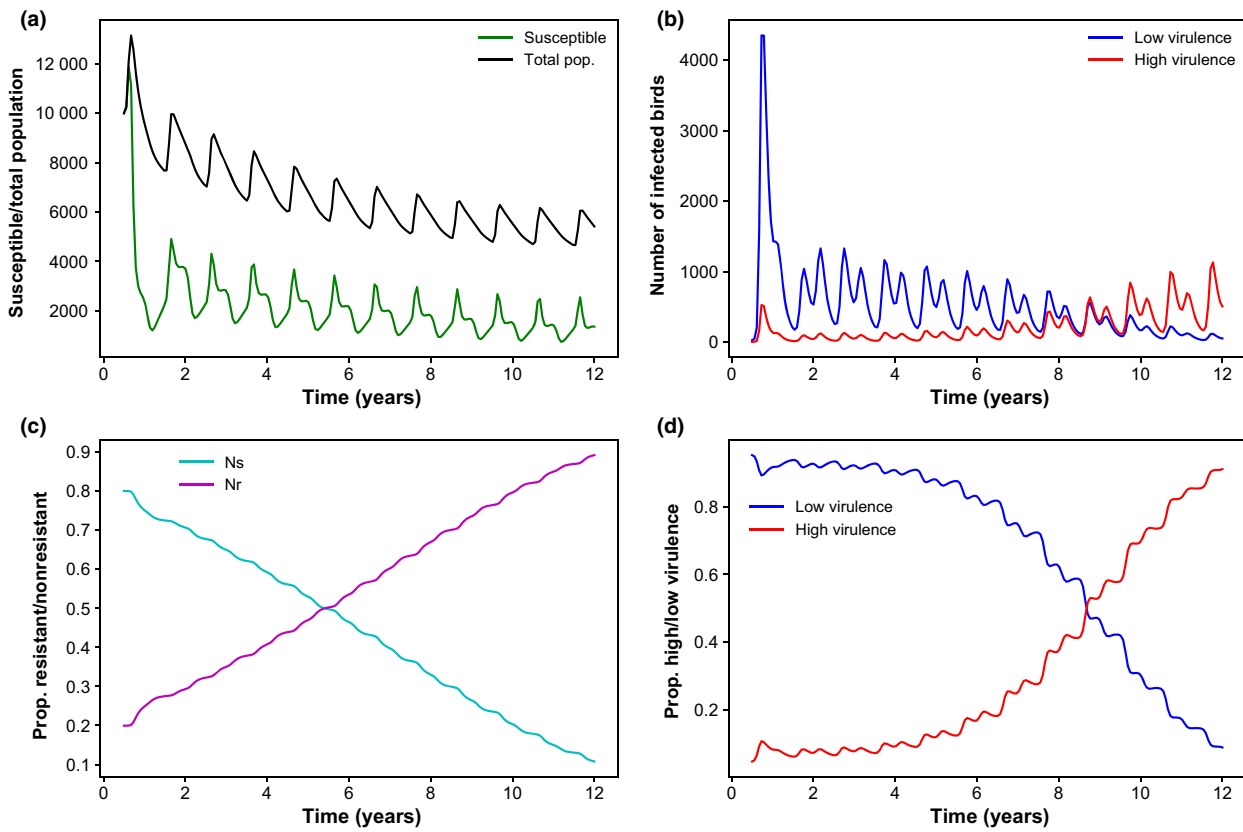 (a)
Susceptible
Total pop.
12 000
10 000
8000
6000
4000
2000
Susceptible/total population
0 2 4 6 8 10 12
Time (years)
(b)
Low virulence
High virulence
4000
3000
2000
1000
0
Number of infected birds
0 2 4 6 8 10 12
Time (years)
(c)
Ns
Nr
0.9
0.8
0.7
0.6
0.5
0.4
0.3
0.2
0.1
Prop. resistant/nonresistant
0 2 4 6 8 10 12
Time (years)
(d)
Low virulence
High virulence
0.8
0.6
0.4
0.2
Prop. high/low virulence
0 2 4 6 8 10 12
Time (years)